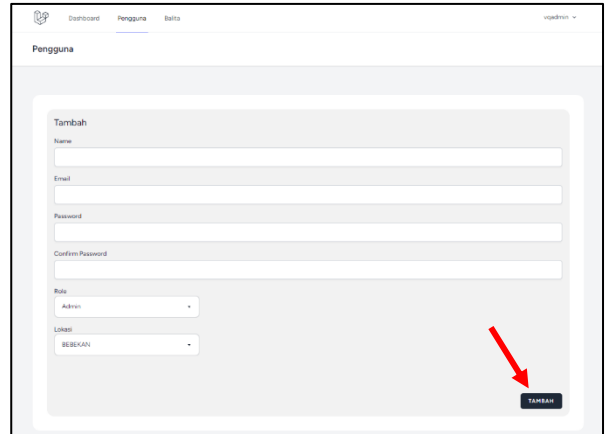 Dashboard Pengguna Balita vqadmin
Pengguna
Tambah
Name
Email
Password
Confirm Password
Role
Admin
Lokasi
BEBEKAN
TAMBAH